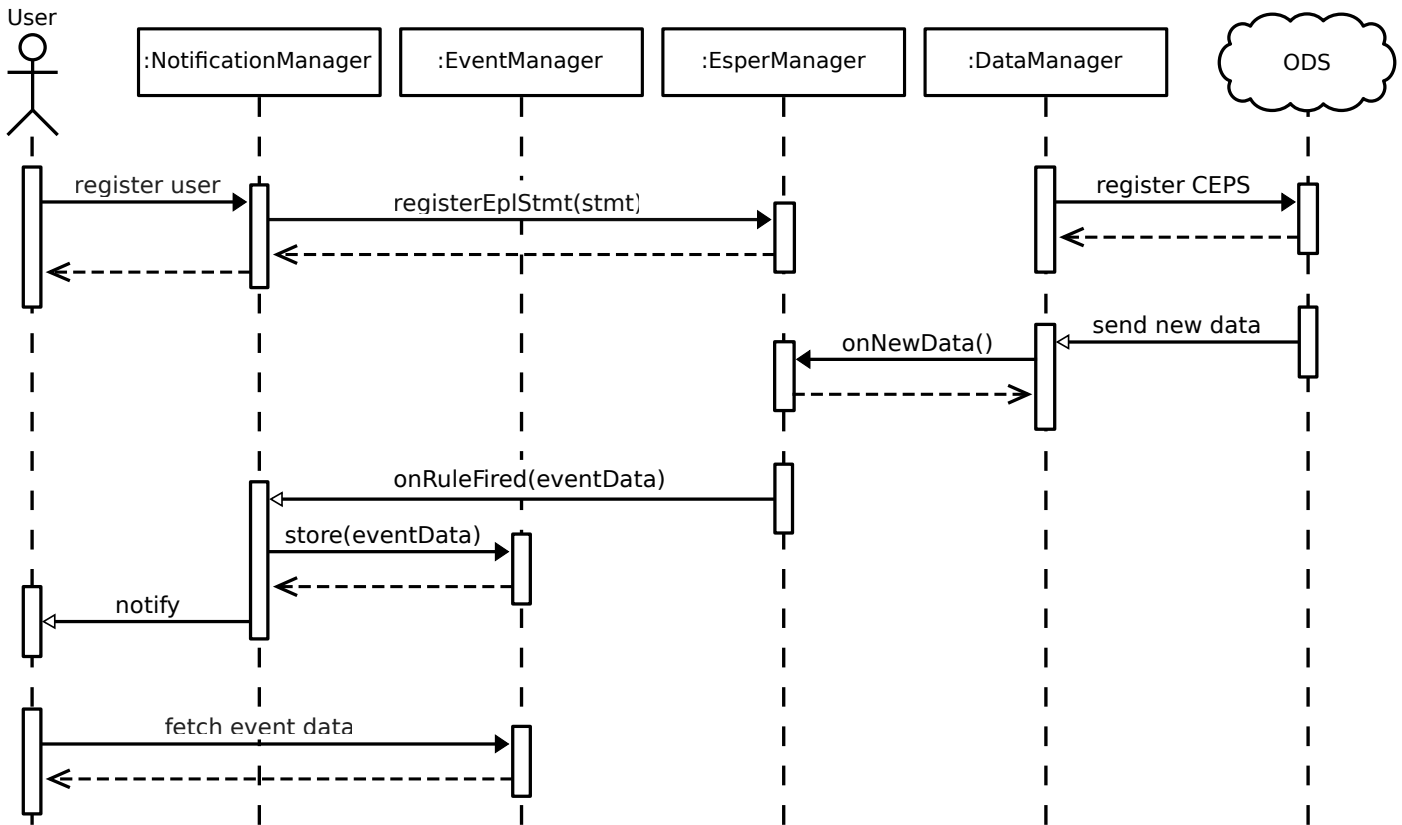 User
:NotificationManager
:EventManager
:EsperManager
:DataManager
ODS
register user
registerEplStmt(stmt)
register CEPS
send new data
onNewData()
onRuleFired(eventData)
store(eventData)
notify
fetch event data